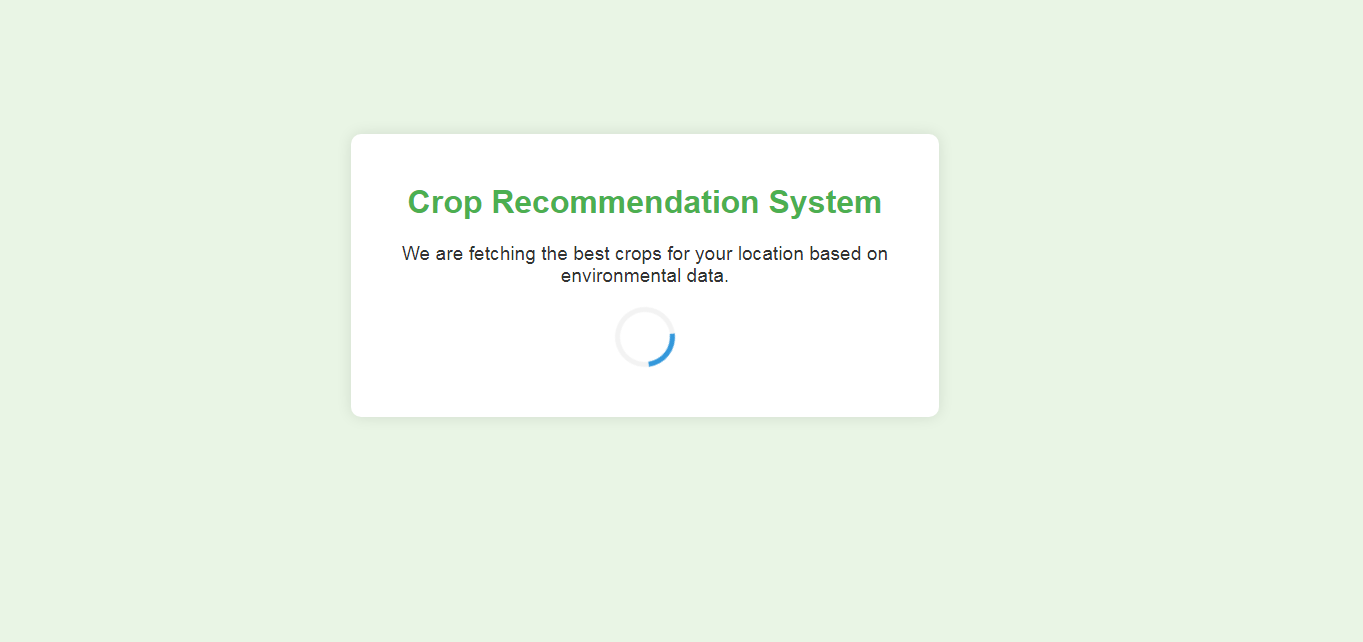 Crop Recommendation System
We are fetching the best crops for your location based on
environmental data.